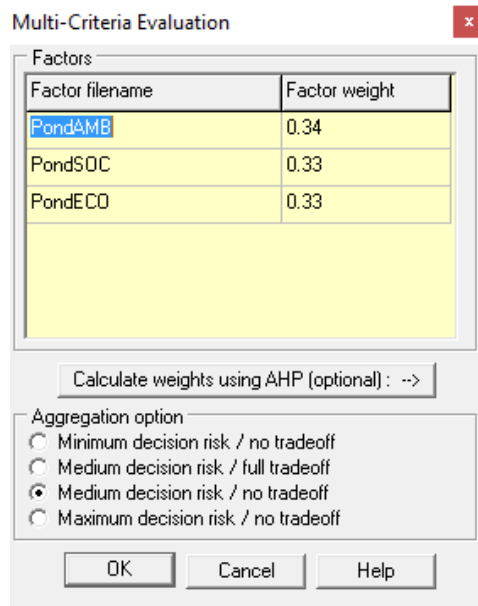 Multi-Criteria Evaluation
x
Factors
Factor filename Factor weight
PondAMB 0.34
PondSOC 0.33
PondECO 0.33
Calculate weights using AHP (optional) : -->
Aggregation option
Minimum decision risk / no tradeoff
Medium decision risk / full tradeoff
Medium decision risk / no tradeoff
Maximum decision risk / no tradeoff
OK Cancel Help